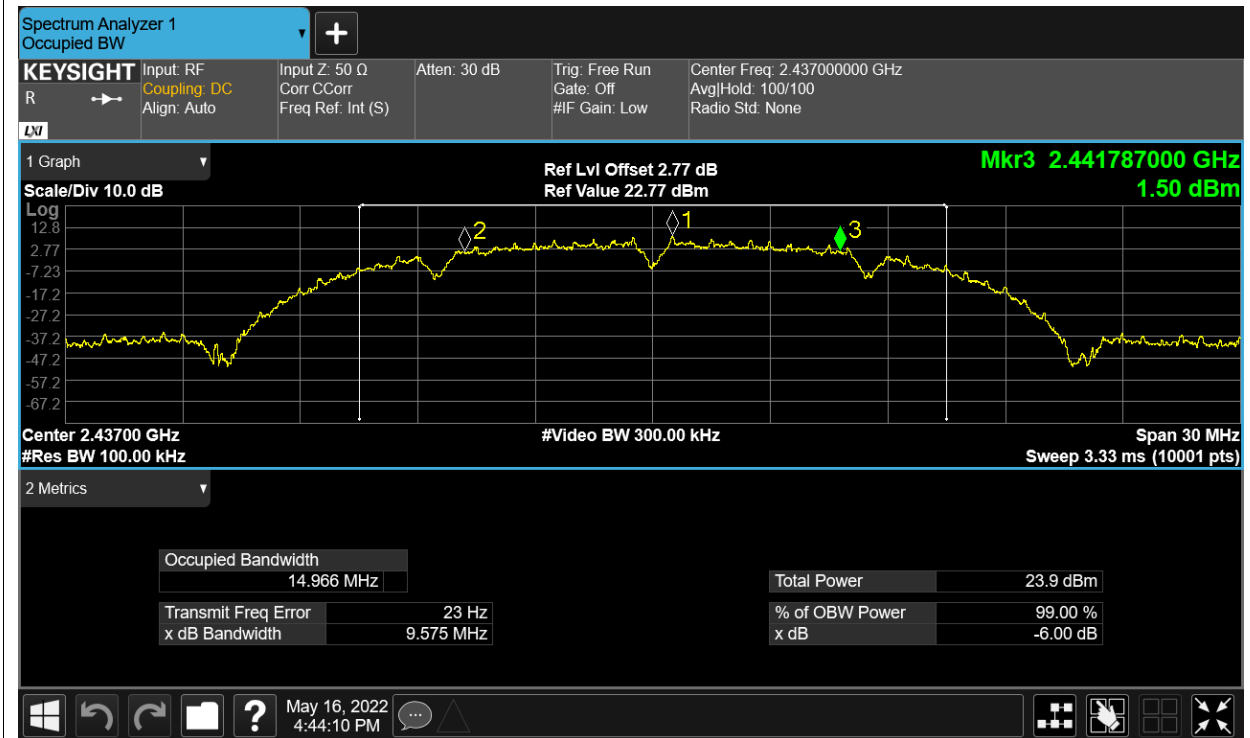 Spectrum Analyzer 1
Occupied BW
KEYSIGHT
R
LXI
Input: RF
Coupling: DC
Align: Auto
Input Z: 50 Ω
Corr CCorr
Freq Ref: Int (S)
Atten: 30 dB
Trig: Free Run
Gate: Off
#IF Gain: Low
Center Freq: 2.437000000 GHz
Avg|Hold: 100/100
Radio Std: None
1 Graph
Scale/Div 10.0 dB
Ref Lvl Offset 2.77 dB
Ref Value 22.77 dBm
Mkr3 2.441787000 GHz
1.50 dBm
Log
12.8
2.77
-7.23
-17.2
-27.2
-37.2
-47.2
-57.2
-67.2
2
1
3
Center 2.43700 GHz
#Res BW 100.00 kHz
#Video BW 300.00 kHz
Span 30 MHz
Sweep 3.33 ms (10001 pts)
2 Metrics
Occupied Bandwidth
14.966 MHz
Transmit Freq Error 23 Hz
x dB Bandwidth 9.575 MHz
Total Power 23.9 dBm
% of OBW Power 99.00 %
x dB -6.00 dB
?
May 16, 2022
4:44:10 PM